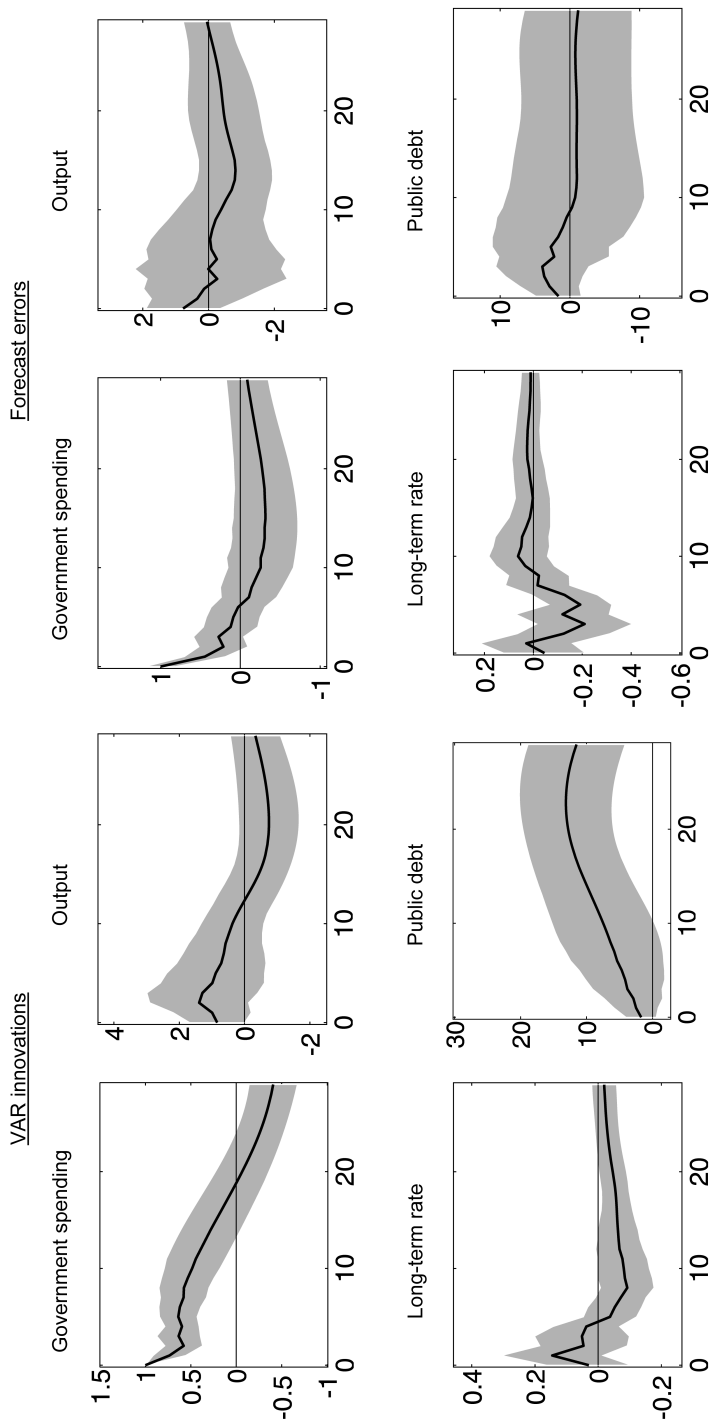 VAR innovations
Forecast errors
Government spending
1.5
1
0.5
0
-0.5
-1
0 10 20
Output
4
2
0
-2
0 10 20
Government spending
1
0
-1
0 10 20
Output
2
0
-2
0 10 20
Long-term rate
0.4
0.2
0
-0.2
0 10 20
Public debt
30
20
10
0
0 10 20
Long-term rate
0.2
0
-0.2
-0.4
-0.6
0 10 20
Public debt
10
0
-10
0 10 20